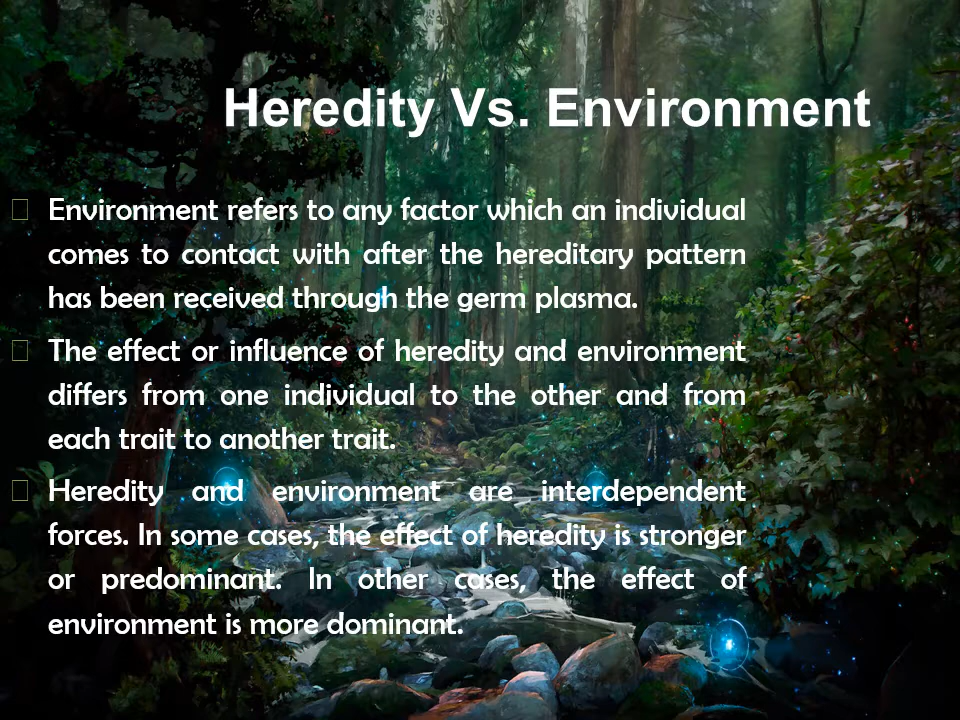 Heredity Vs. Environment
Environment refers to any factor which an individual
comes to contact with after the hereditary pattern
has been received through the germ plasma.
The effect or influence of heredity and environment
differs from one individual to the other and from
each trait to another trait.
Heredity and environment are interdependent
forces. In some cases, the effect of heredity is stronger
or predominant. In other cases, the effect of
environment is more dominant.